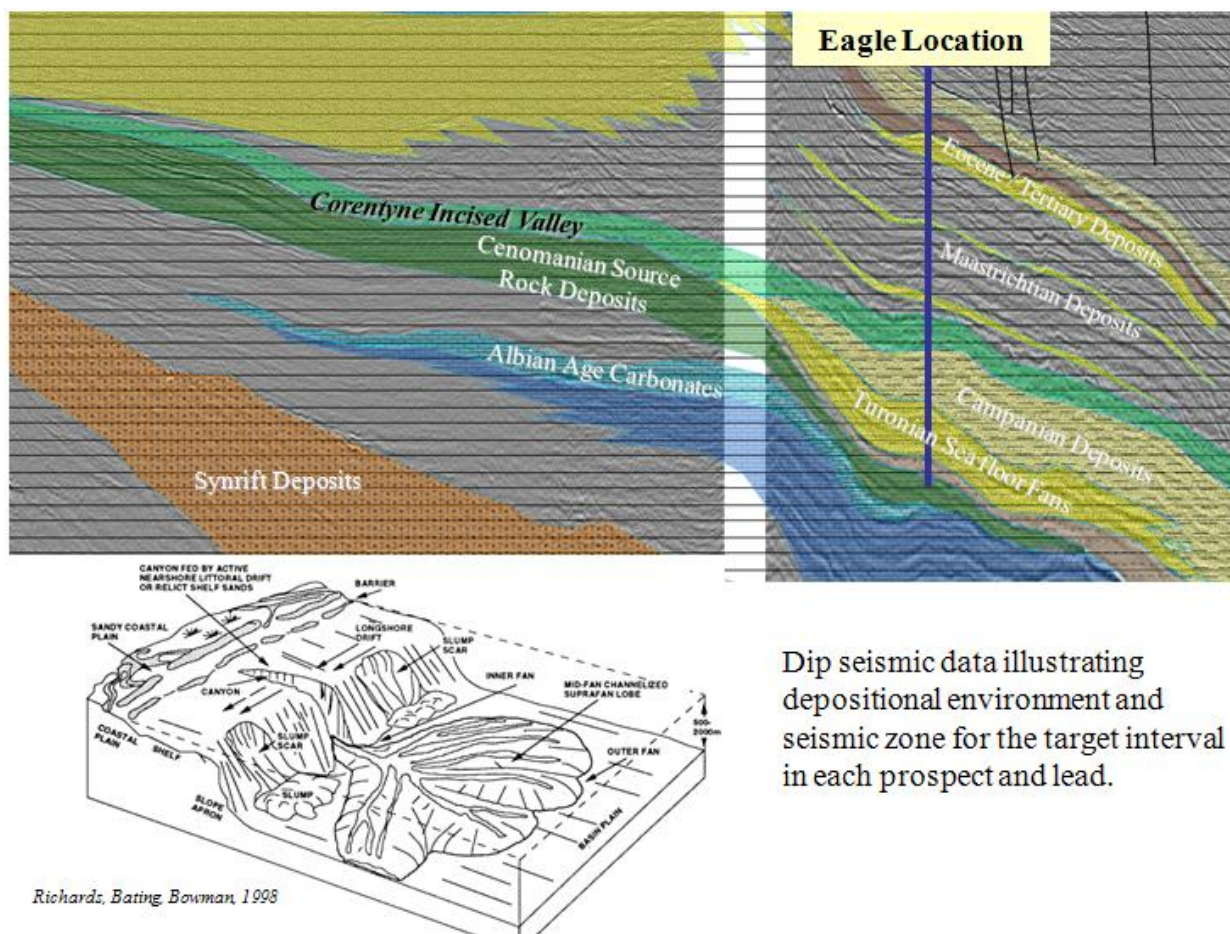 Eagle Location
Eocene / Tertiary Deposits
Maastrichtian Deposits
Corentyne Incised Valley
Cenomanian Source
Rock Deposits
Albian Age Carbonates
Campanian Deposits
Turonian Sea floor Fans
Synrift Deposits
CANYON FED BY ACTIVE
NEARSHORE LITTORAL DRIFT
OR RELICT SHELF SANDS
BARRIER
SANDY COASTAL
PLAIN
LONGSHORE
DRIFT
SLUMP
SCAR
INNER FAN
MID-FAN CHANNELIZED
SUPRAFAN LOBE
CANYON
COASTAL
PLAIN
SHELF
SLUMP
SCAR
OUTER FAN
500-
2000m
SLUMP
SLOPE
APRON
BASIN PLAIN
Richards, Bating, Bowman, 1998
Dip seismic data illustrating
depositional environment and
seismic zone for the target interval
in each prospect and lead.